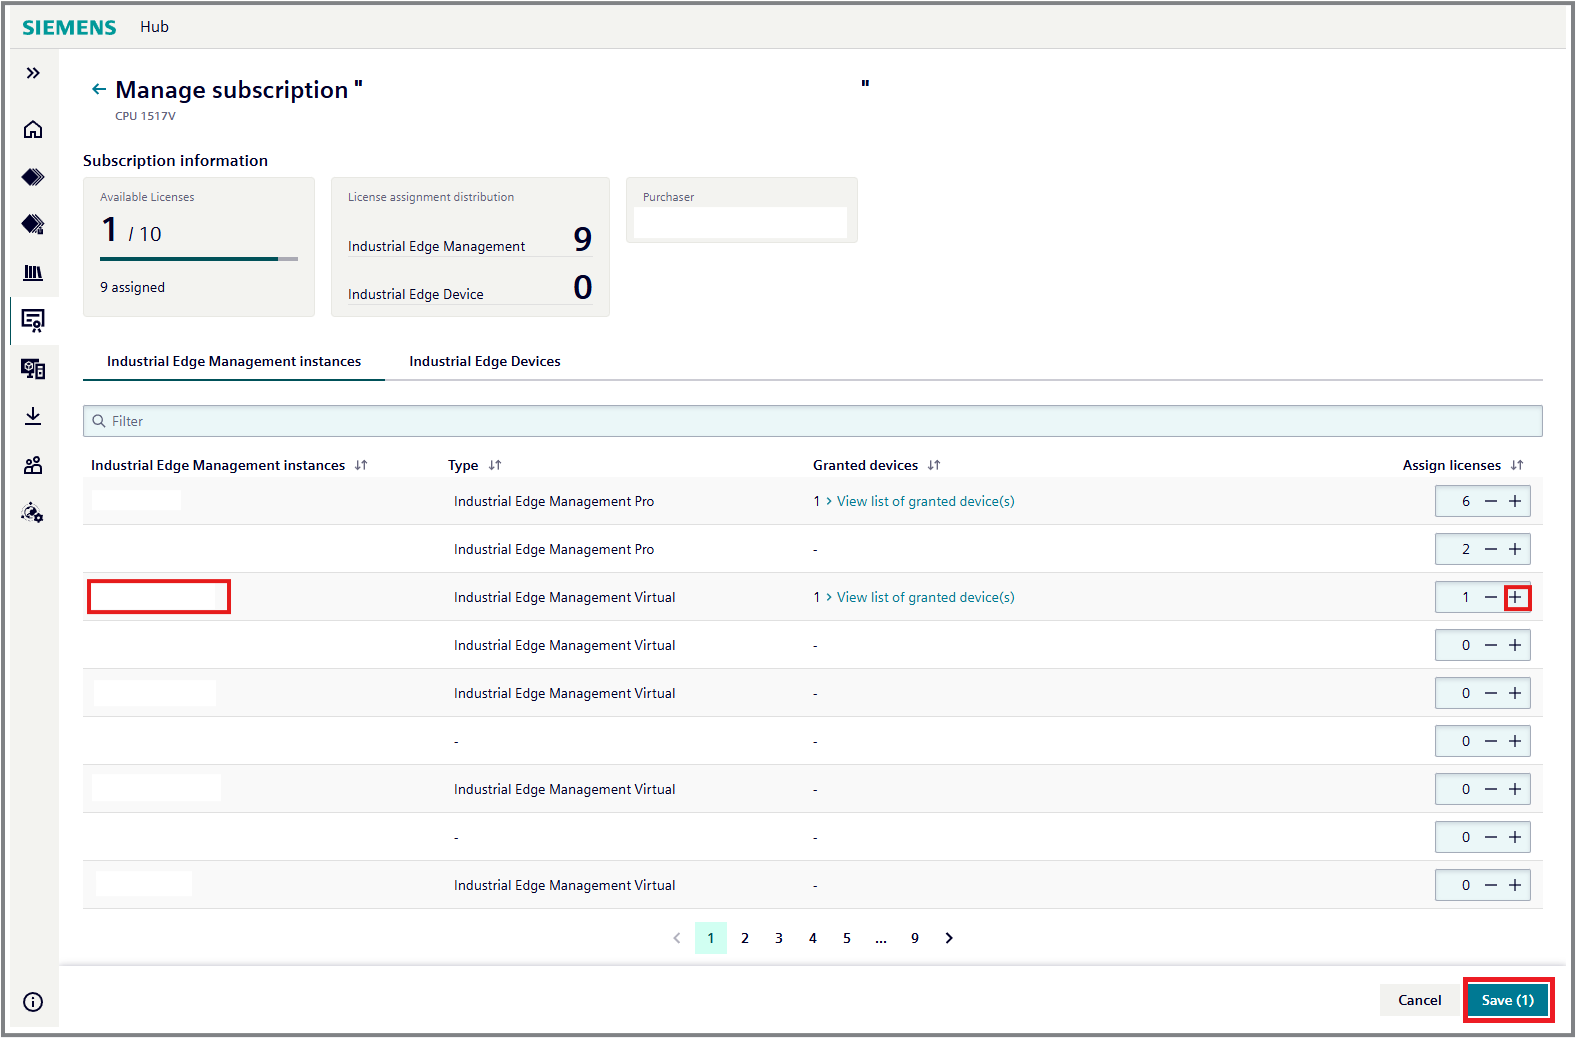 SIEMENS Hub
Manage subscription " "
CPU 1517V
Subscription information
Available Licenses
1 / 10
9 assigned
License assignment distribution
Industrial Edge Management 9
Industrial Edge Device 0
Purchaser
Industrial Edge Management instances Industrial Edge Devices
Filter
Industrial Edge Management instances Type Granted devices Assign licenses
Industrial Edge Management Pro 1 > View list of granted device(s) 6 — +
Industrial Edge Management Pro - 2 — +
Industrial Edge Management Virtual 1 > View list of granted device(s) 1 — +
Industrial Edge Management Virtual - 0 — +
Industrial Edge Management Virtual - 0 — +
- - 0 — +
Industrial Edge Management Virtual - 0 — +
- - 0 — +
Industrial Edge Management Virtual - 0 — +
< 1 2 3 4 5 ... 9 >
Cancel Save (1)